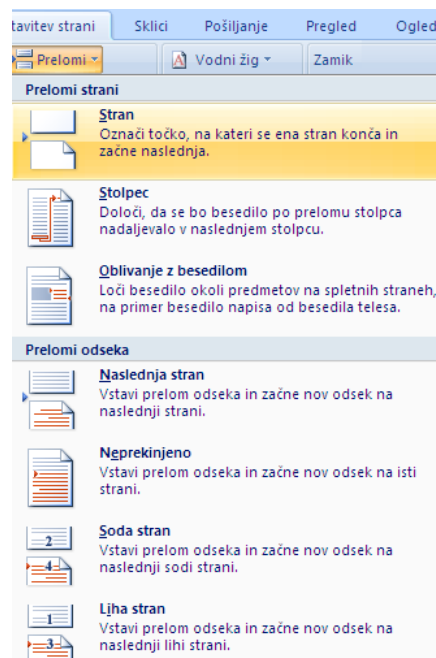 tavitev strani Sklici Pošiljanje Pregled Ogled
Prelomi Vodni žig Zamik
Prelomi strani
Stran
Označi točko, na kateri se ena stran konča in
začne naslednja.
Stolpec
Določi, da se bo besedilo po prelomu stolpca
nadaljevalo v naslednjem stolpcu.
Oblivanje z besedilom
Loči besedilo okoli predmetov na spletnih straneh,
na primer besedilo napisa od besedila telesa.
Prelomi odseka
Naslednja stran
Vstavi prelom odseka in začne nov odsek na
naslednji strani.
Neprekinjeno
Vstavi prelom odseka in začne nov odsek na isti
strani.
2
Soda stran
Vstavi prelom odseka in začne nov odsek na
4
naslednji sodi strani.
1
Liha stran
Vstavi prelom odseka in začne nov odsek na
3
naslednji lihi strani.